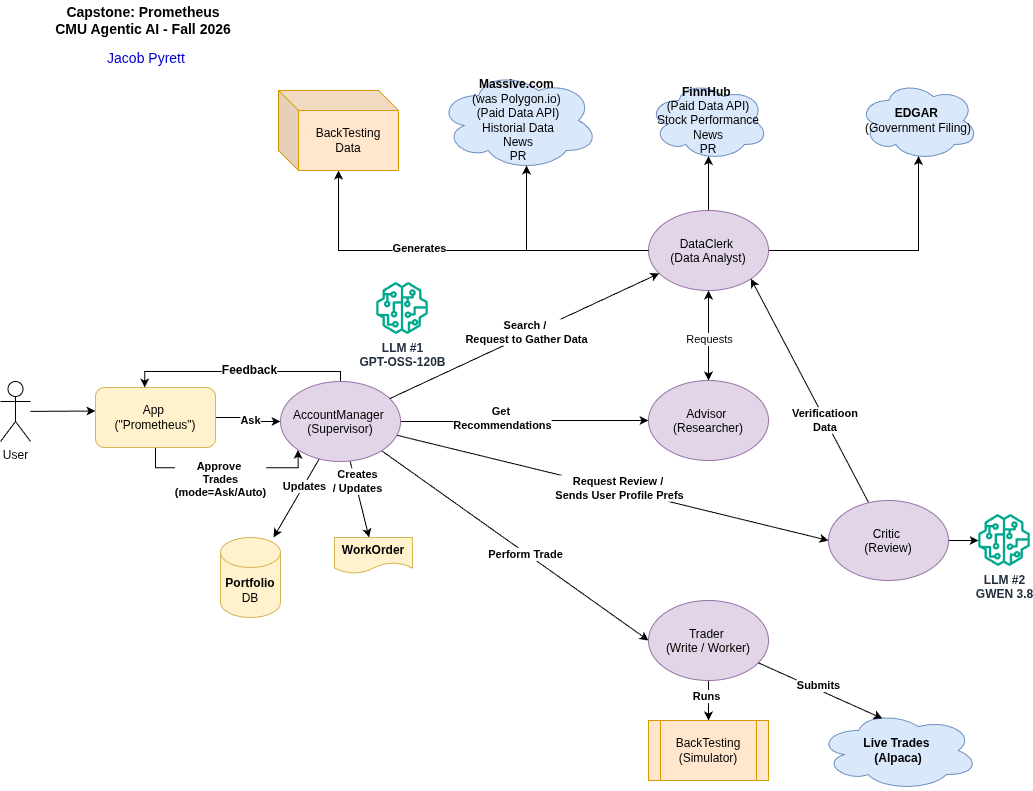 Capstone: Prometheus
CMU Agentic AI - Fall 2026
Jacob Pyrett
BackTesting
Data
Massive.com
(was Polygon.io)
(Paid Data API)
Historial Data
News
PR
FinnHub
(Paid Data API)
Stock Performance
News
PR
EDGAR
(Government Filing)
Generates
DataClerk
(Data Analyst)
LLM #1
GPT-OSS-120B
Search /
Request to Gather Data
Requests
Feedback
User
App
("Prometheus")
Ask
AccountManager
(Supervisor)
Get
Recommendations
Advisor
(Researcher)
Verificatioon
Data
Approve
Trades
(mode=Ask/Auto)
Updates
Creates
/ Updates
Request Review /
Sends User Profile Prefs
Critic
(Review)
LLM #2
GWEN 3.8
Portfolio
DB
WorkOrder
Perform Trade
Trader
(Write / Worker)
Runs
Submits
BackTesting
(Simulator)
Live Trades
(Alpaca)